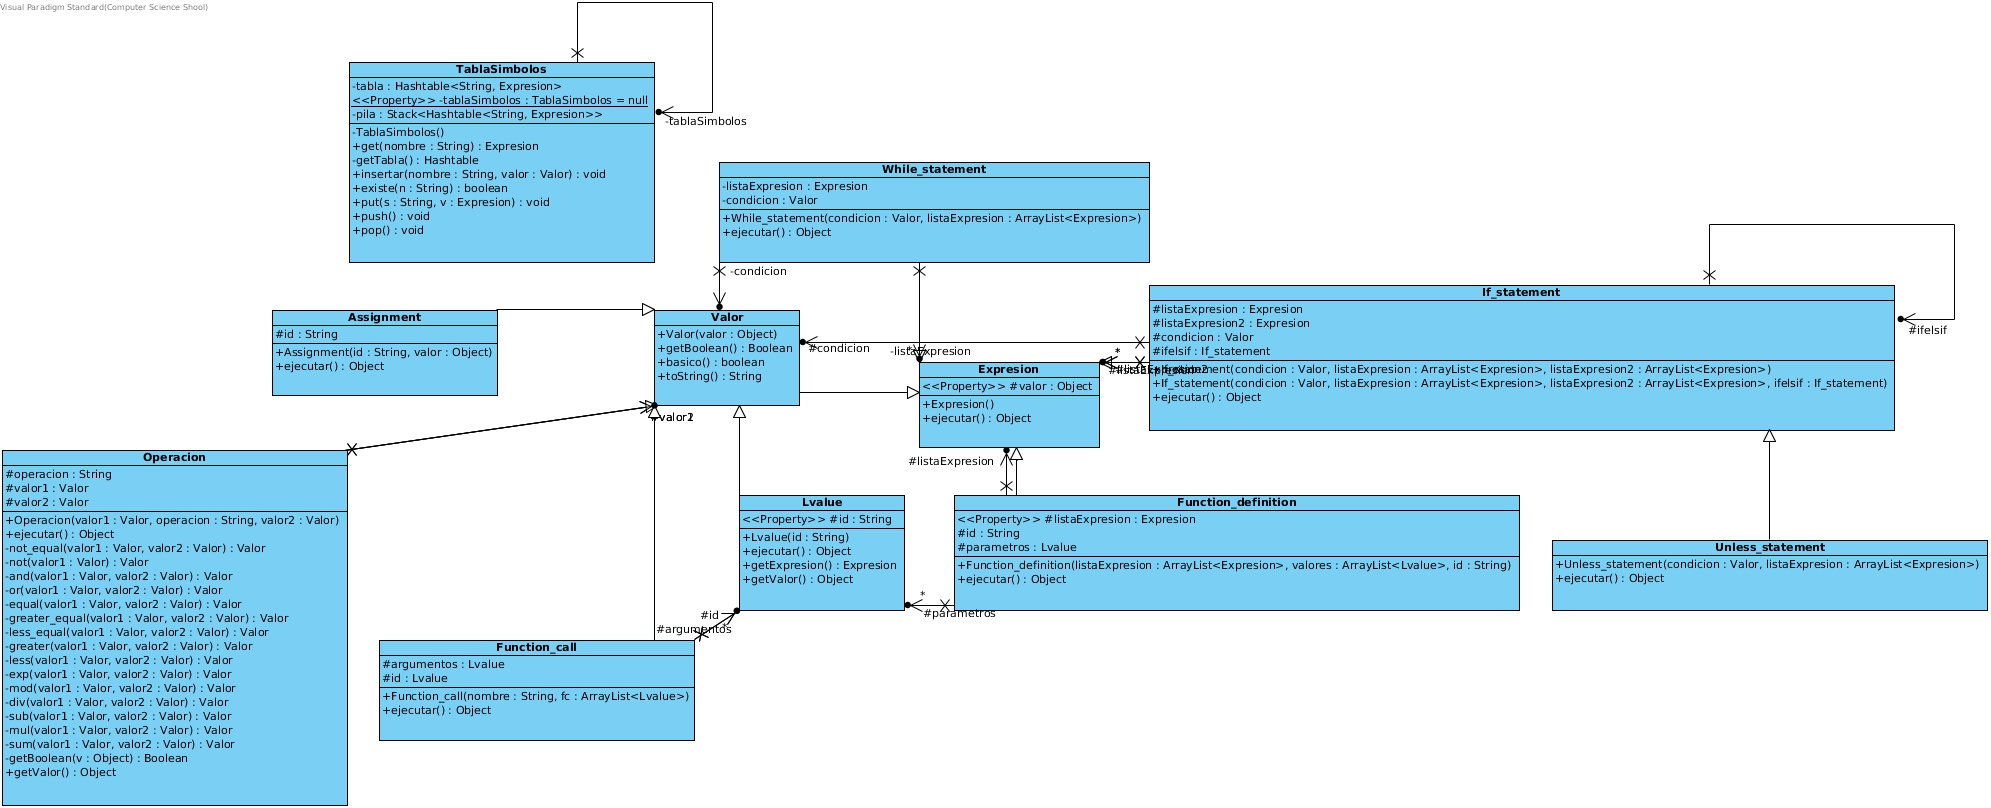 Visual Paradigm Standard(Computer Science Shool)
TablaSimbolos
-tabla : Hashtable<String, Expresion>
<<Property>> -tablaSimbolos : TablaSimbolos = null
-pila : Stack<Hashtable<String, Expresion>>
-TablaSimbolos()
+get(nombre : String) : Expresion
-getTabla() : Hashtable
+insertar(nombre : String, valor : Valor) : void
+existe(n : String) : boolean
+put(s : String, v : Expresion) : void
+push() : void
+pop() : void
-tablaSimbolos
While_statement
-listaExpresion : Expresion
-condicion : Valor
+While_statement(condicion : Valor, listaExpresion : ArrayList<Expresion>)
+ejecutar() : Object
-condicion
If_statement
#listaExpresion : Expresion
#listaExpresion2 : Expresion
#condicion : Valor
#ifelsif : If_statement
+If_statement(condicion : Valor, listaExpresion : ArrayList<Expresion>, listaExpresion2 : ArrayList<Expresion>)
+If_statement(condicion : Valor, listaExpresion : ArrayList<Expresion>, listaExpresion2 : ArrayList<Expresion>, ifelsif : If_statement)
+ejecutar() : Object
#ifelsif
Assignment
#id : String
+Assignment(id : String, valor : Object)
+ejecutar() : Object
Valor
+Valor(valor : Object)
+getBoolean() : Boolean
+basico() : boolean
+toString() : String
#condicion
-listaExpresion
*
Expresion
<<Property>> #valor : Object
+Expresion()
+ejecutar() : Object
#listaExpresion
Operacion
#operacion : String
#valor1 : Valor
#valor2 : Valor
+Operacion(valor1 : Valor, operacion : String, valor2 : Valor)
+ejecutar() : Object
-not_equal(valor1 : Valor, valor2 : Valor) : Valor
-not(valor1 : Valor) : Valor
-and(valor1 : Valor, valor2 : Valor) : Valor
-or(valor1 : Valor, valor2 : Valor) : Valor
-equal(valor1 : Valor, valor2 : Valor) : Valor
-greater_equal(valor1 : Valor, valor2 : Valor) : Valor
-less_equal(valor1 : Valor, valor2 : Valor) : Valor
-greater(valor1 : Valor, valor2 : Valor) : Valor
-less(valor1 : Valor, valor2 : Valor) : Valor
-exp(valor1 : Valor, valor2 : Valor) : Valor
-mod(valor1 : Valor, valor2 : Valor) : Valor
-div(valor1 : Valor, valor2 : Valor) : Valor
-sub(valor1 : Valor, valor2 : Valor) : Valor
-mul(valor1 : Valor, valor2 : Valor) : Valor
-sum(valor1 : Valor, valor2 : Valor) : Valor
-getBoolean(v : Object) : Boolean
+getValor() : Object
Lvalue
<<Property>> #id : String
+Lvalue(id : String)
+ejecutar() : Object
+getExpresion() : Expresion
+getValor() : Object
Function_definition
<<Property>> #listaExpresion : Expresion
#id : String
#parametros : Lvalue
+Function_definition(listaExpresion : ArrayList<Expresion>, valores : ArrayList<Lvalue>, id : String)
+ejecutar() : Object
*
#parametros
Unless_statement
+Unless_statement(condicion : Valor, listaExpresion : ArrayList<Expresion>)
+ejecutar() : Object
#id
#argumentos
Function_call
#argumentos : Lvalue
#id : Lvalue
+Function_call(nombre : String, fc : ArrayList<Lvalue>)
+ejecutar() : Object